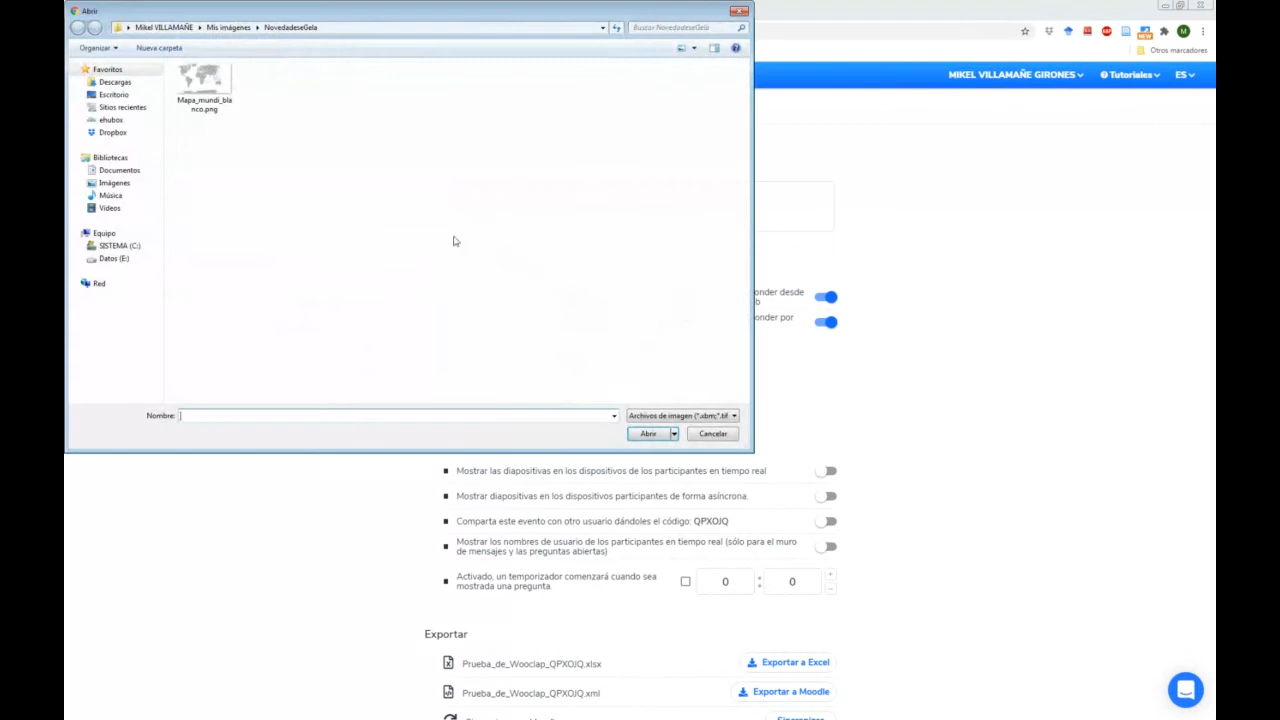 Abrir
Mikel VILLAMAÑE ▸ Mis imágenes ▸ NovedadeseGela
Buscar NovedadeseGela
Organizar
Nueva carpeta
Favoritos
Descargas
Escritorio
Sitios recientes
ehubox
Dropbox
Bibliotecas
Documentos
Imágenes
Música
Vídeos
Equipo
SISTEMA (C:)
Datos (E:)
Red
Mapa_mundi_bla
nco.png
Nombre:
Archivos de imagen (*.xbm;*.tif
Abrir
Cancelar
NEW
M
Otros marcadores
MIKEL VILLAMAÑE GIRONES
Tutoriales
ES
onder desde
b
onder por
Mostrar las diapositivas en los dispositivos de los participantes en tiempo real
Mostrar diapositivas en los dispositivos participantes de forma asíncrona.
Comparta este evento con otro usuario dándoles el código: QPXOJQ
Mostrar los nombres de usuario de los participantes en tiempo real (sólo para el muro
de mensajes y las preguntas abiertas)
Activado, un temporizador comenzará cuando sea
mostrada una pregunta.
0 : 0
Exportar
Prueba_de_Wooclap_QPXOJQ.xlsx
Exportar a Excel
Prueba_de_Wooclap_QPXOJQ.xml
Exportar a Moodle
Sincronizar